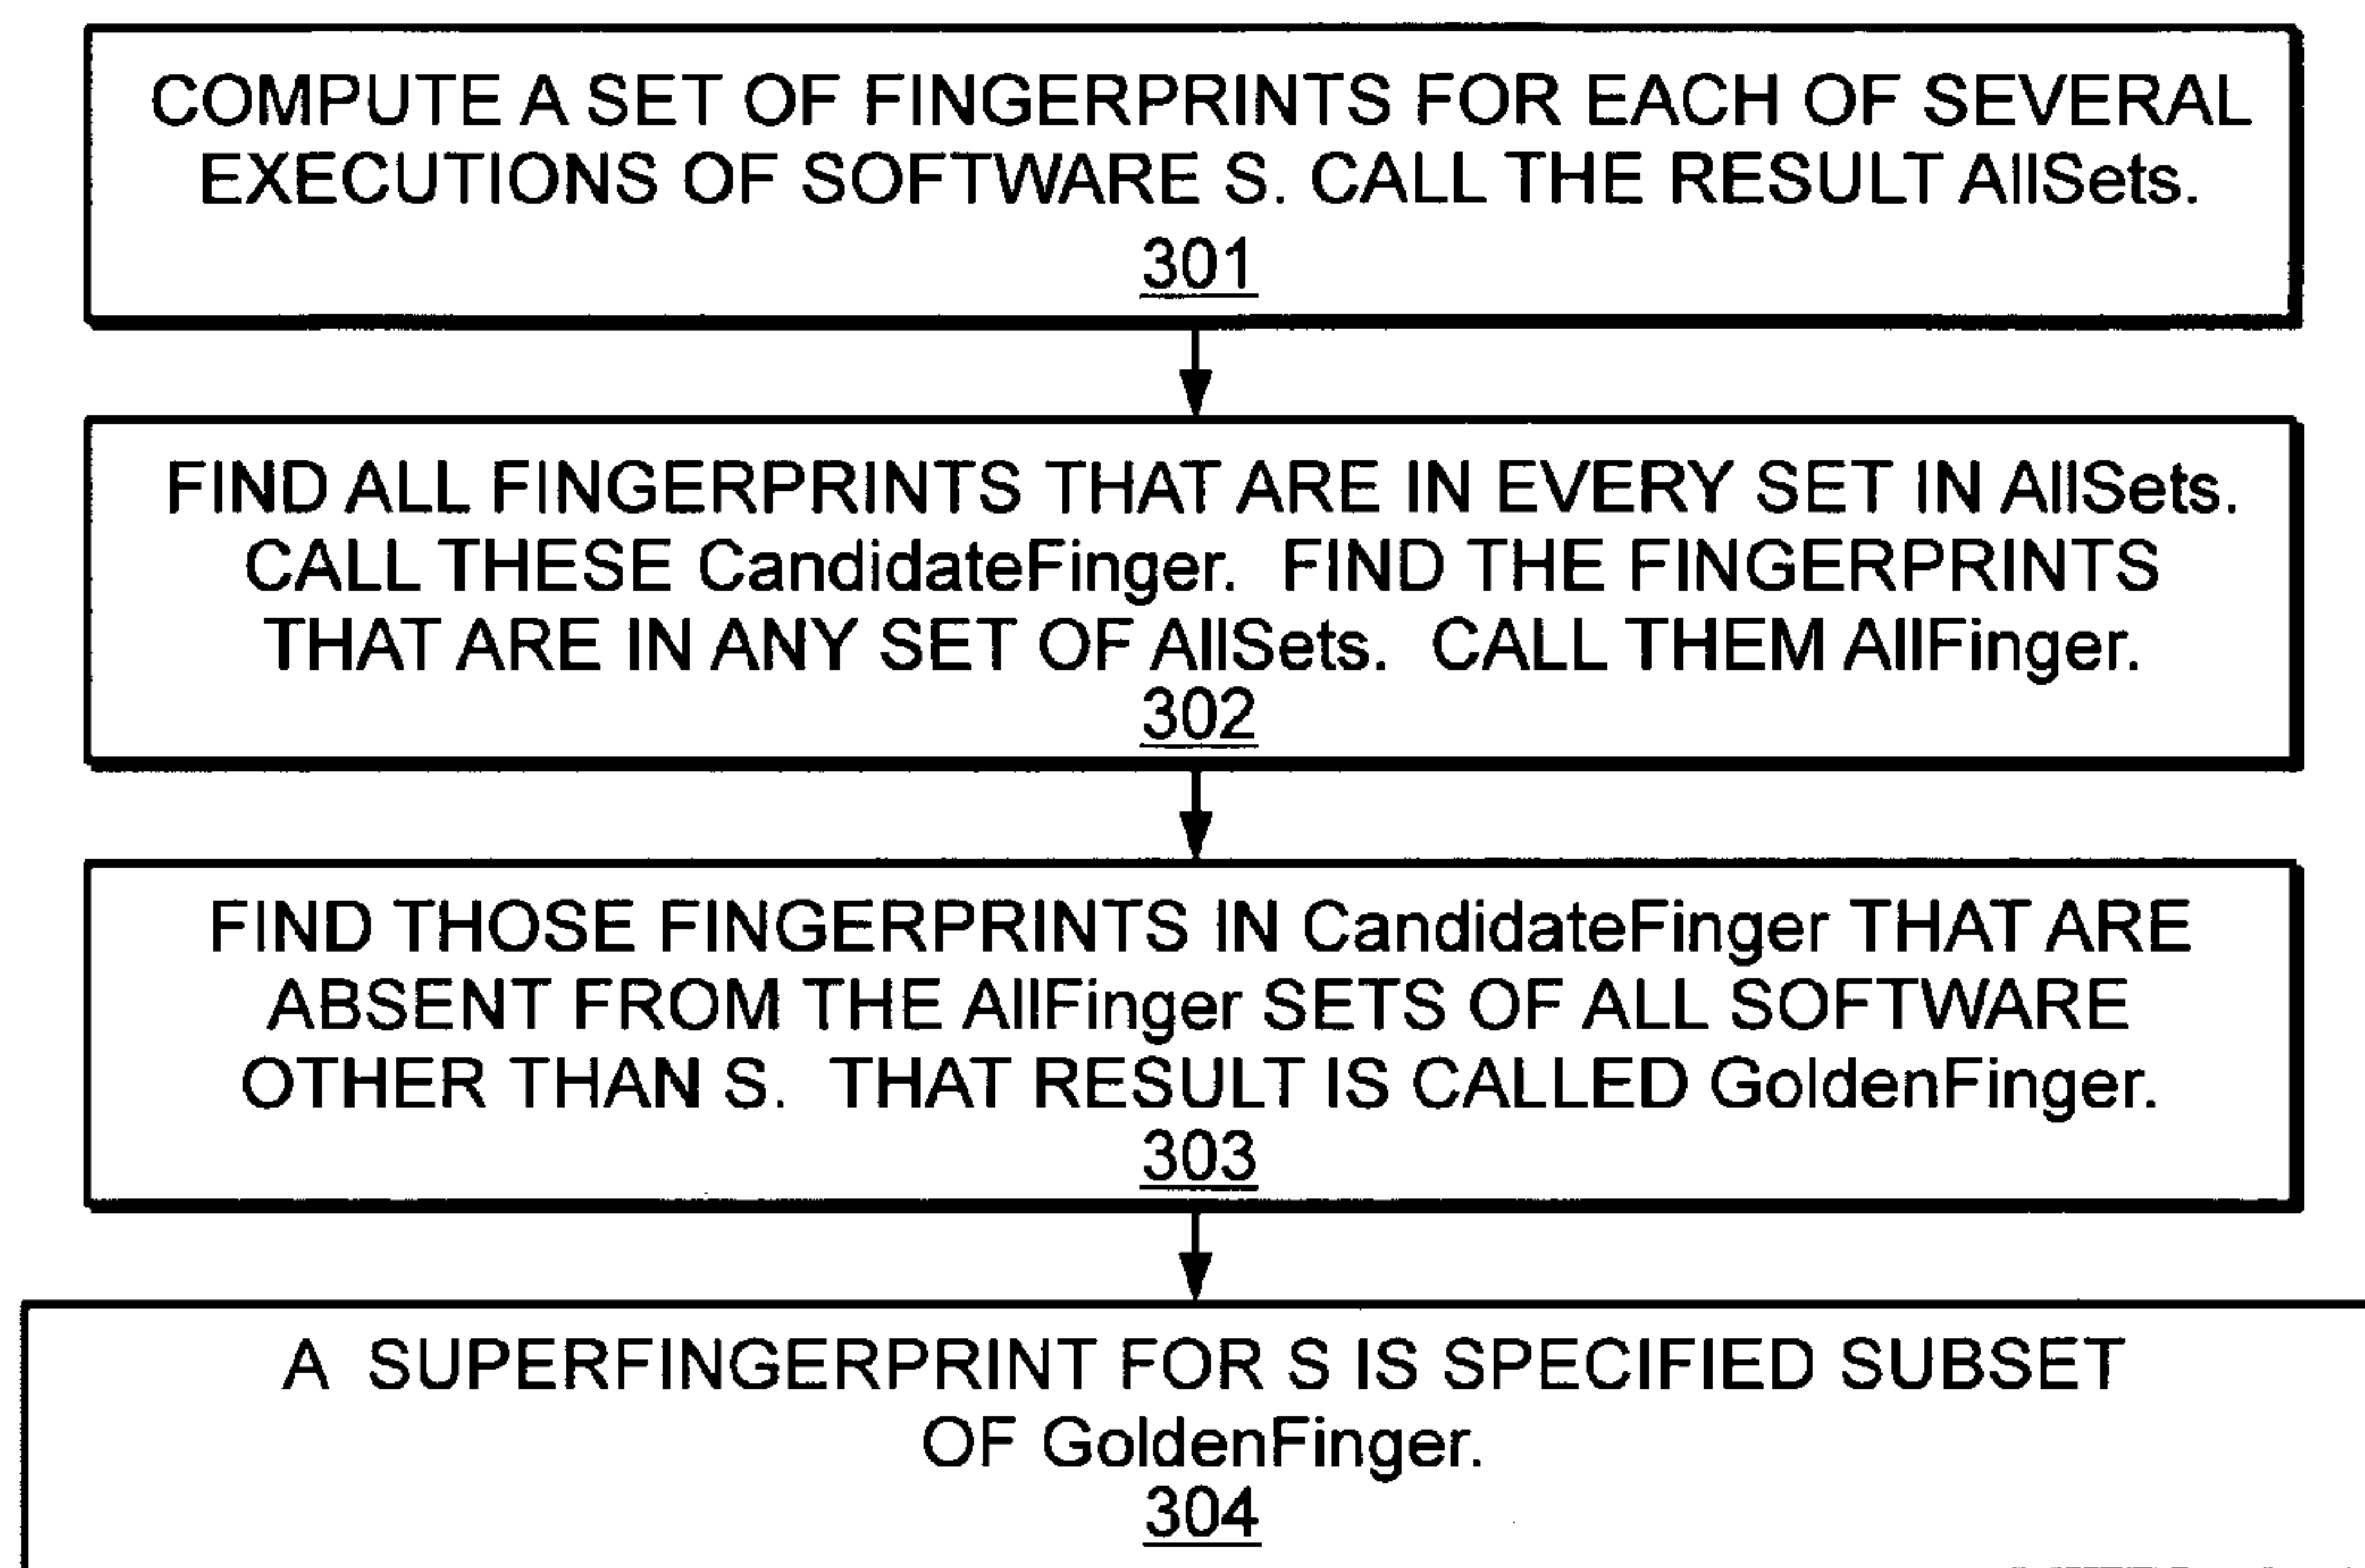 COMPUTE A SET OF FINGERPRINTS FOR EACH OF SEVERAL
EXECUTIONS OF SOFTWARE S. CALL THE RESULT AllSets.
301
FIND ALL FINGERPRINTS THAT ARE IN EVERY SET IN AllSets.
CALL THESE CandidateFinger. FIND THE FINGERPRINTS
THAT ARE IN ANY SET OF AllSets. CALL THEM AllFinger.
302
FIND THOSE FINGERPRINTS IN CandidateFinger THAT ARE
ABSENT FROM THE AllFinger SETS OF ALL SOFTWARE
OTHER THAN S. THAT RESULT IS CALLED GoldenFinger.
303
A SUPERFINGERPRINT FOR S IS SPECIFIED SUBSET
OF GoldenFinger.
304